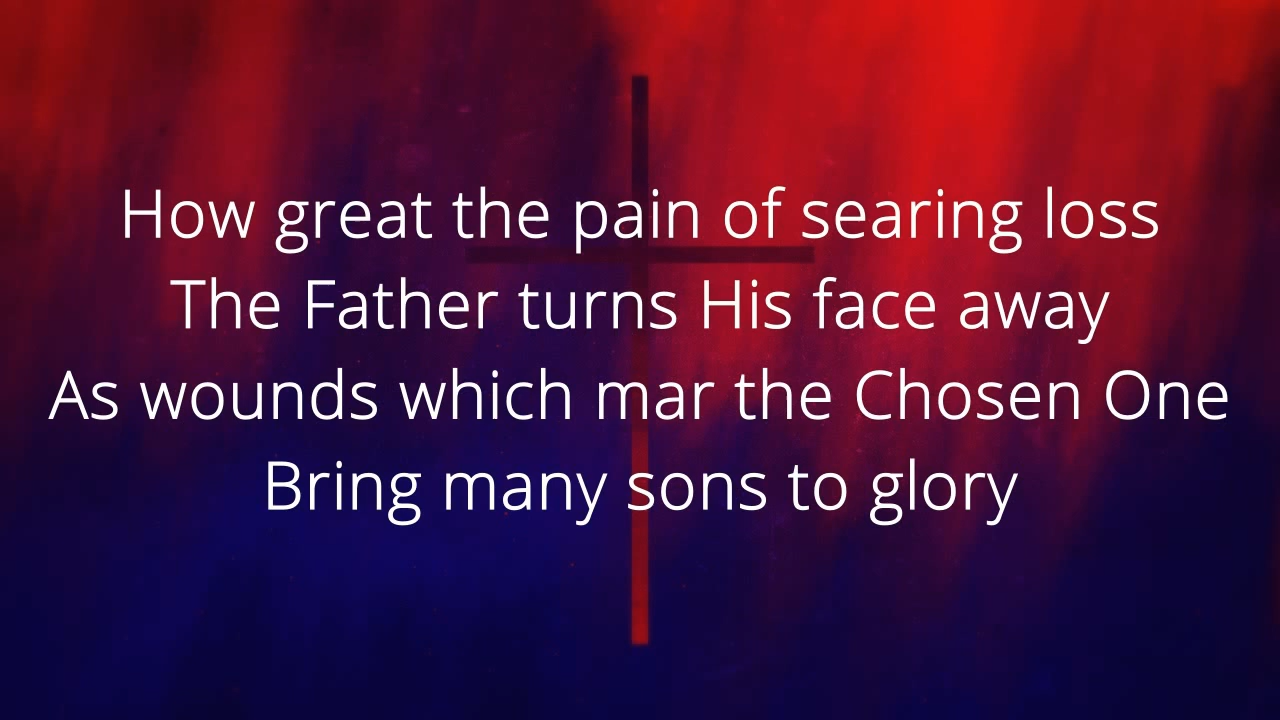 How great the pain of searing loss
The Father turns His face away
As wounds which mar the Chosen One
Bring many sons to glory